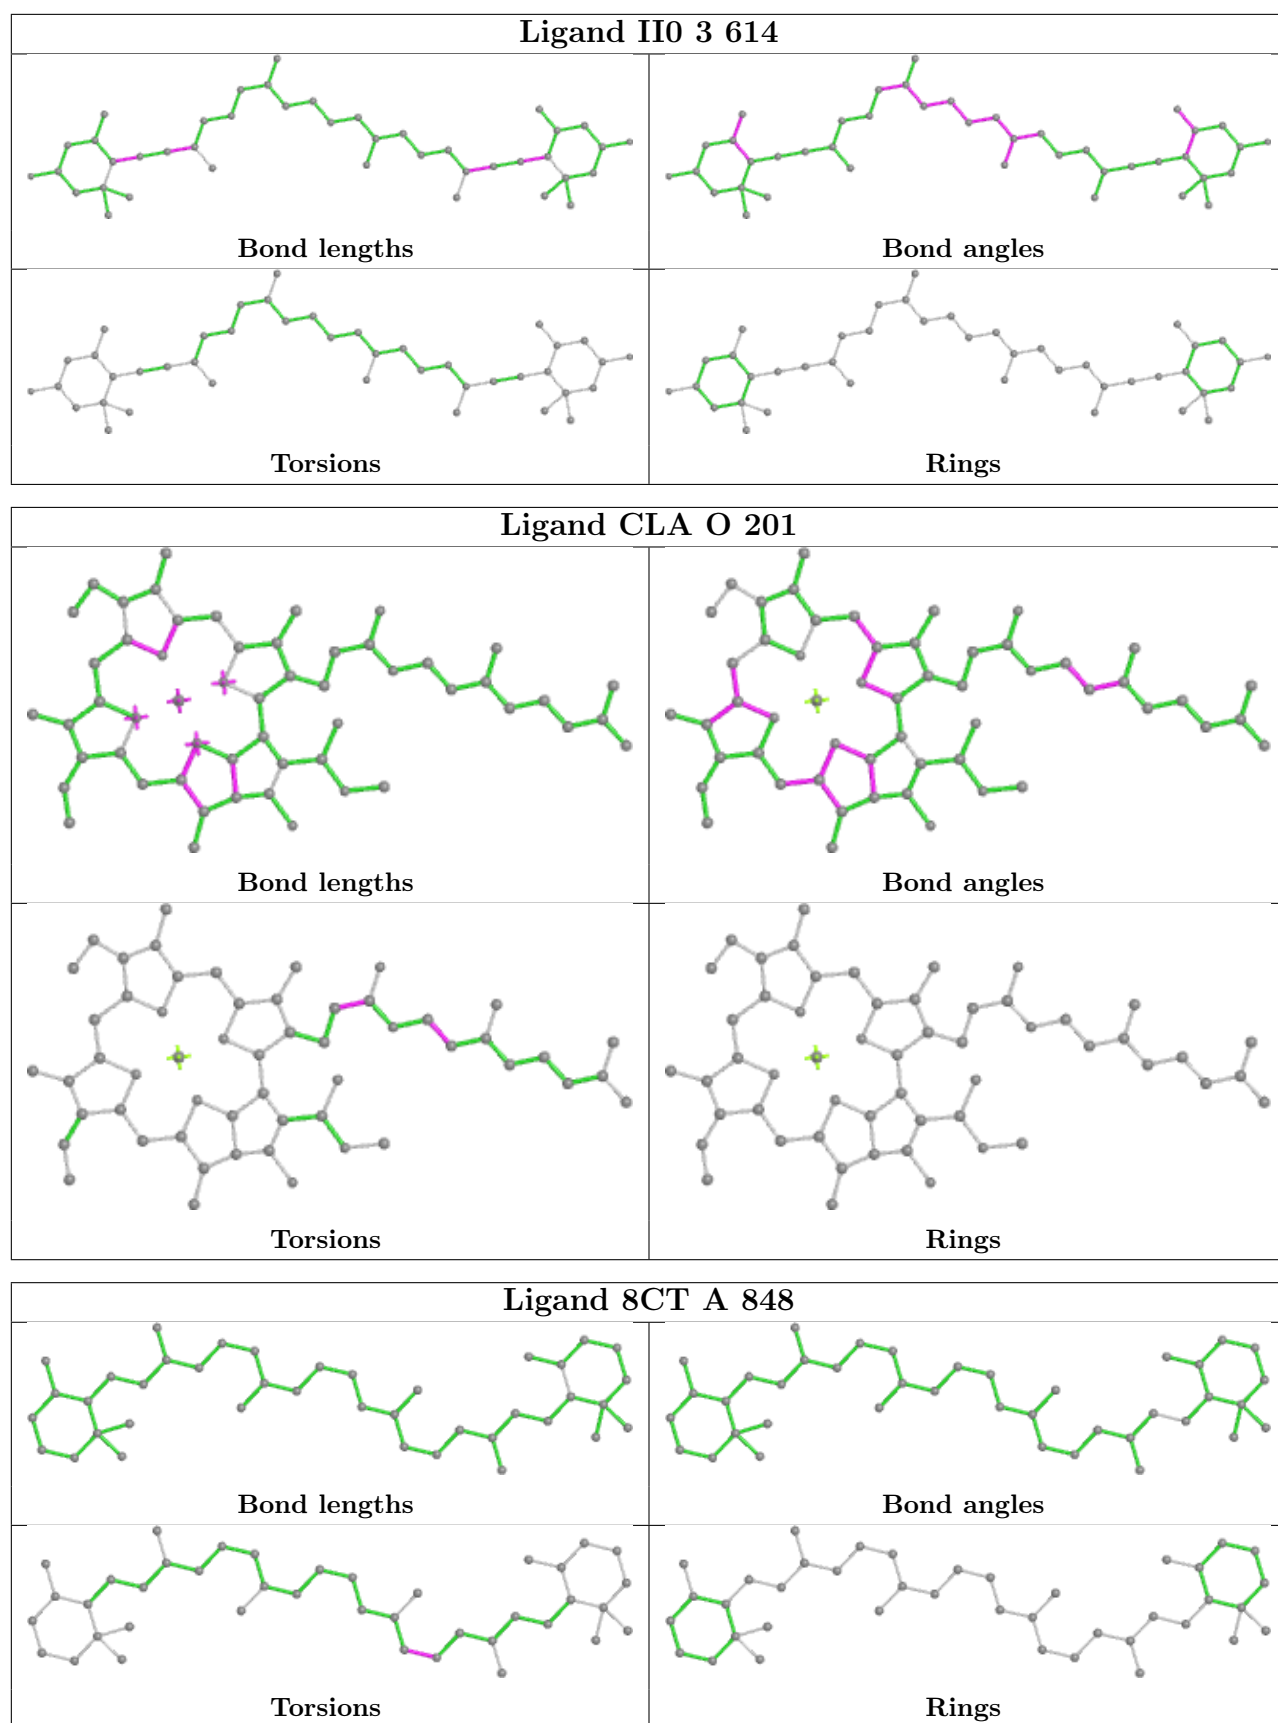 Ligand II0 3 614
Bond lengths
Bond angles
Torsions
Rings
Ligand CLA O 201
Bond lengths
Bond angles
Torsions
Rings
Ligand 8CT A 848
Bond lengths
Bond angles
Torsions
Rings